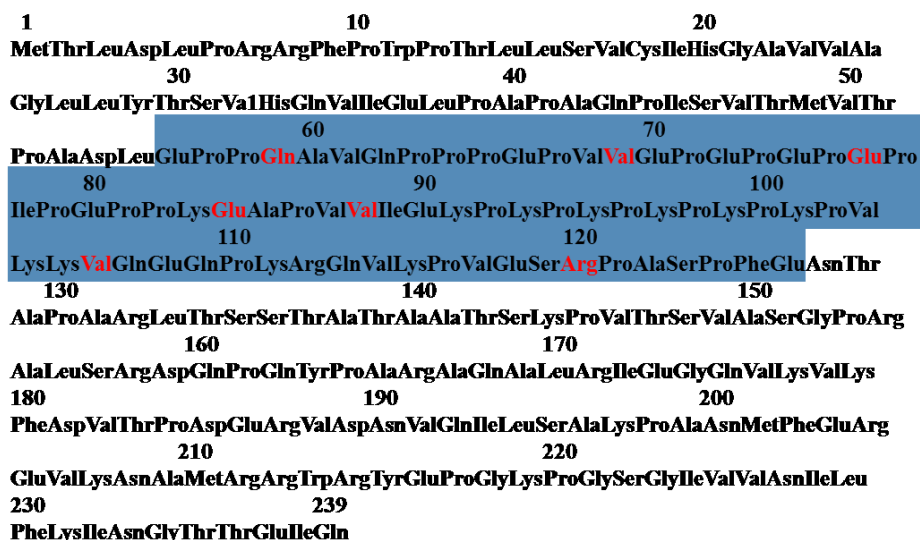 1 10 20
MetThrLeuAspLeuProArgArgPheProTrpProThrLeuLeuSerValCysIleHisGlyAlaValValAla
30 40 50
GlyLeuLeuTyrThrSerVa1HisGlnValIleGluLeuProAlaProAlaGlnProIleSerValThrMetValThr
60 70
ProAlaAspLeuGluProProGlnAlaValGlnProProProGluProValValGluProGluProGluProGluPro
80 90 100
IleProGluProProLysGluAlaProValValIleGluLysProLysProLysProLysProLysProLysProVal
110 120
LysLysValGlnGluGlnProLysArgGlnValLysProValGluSerArgProAlaSerProPheGluAsnThr
130 140 150
AlaProAlaArgLeuThrSerSerThrAlaThrAlaAlaThrSerLysProValThrSerValAlaSerGlyProArg
160 170
AlaLeuSerArgAspGlnProGlnTyrProAlaArgAlaGlnAlaLeuArgIleGluGlyGlnValLysValLys
180 190 200
PheAspValThrProAspGluArgValAspAsnValGlnIleLeuSerAlaLysProAlaAsnMetPheGluArg
210 220
GluValLysAsnAlaMetArgArgTrpArgTyrGluProGlyLysProGlySerGlyIleValValAsnIleLeu
230 239
PheLysIleAsnGlyThrThrGluIleGln